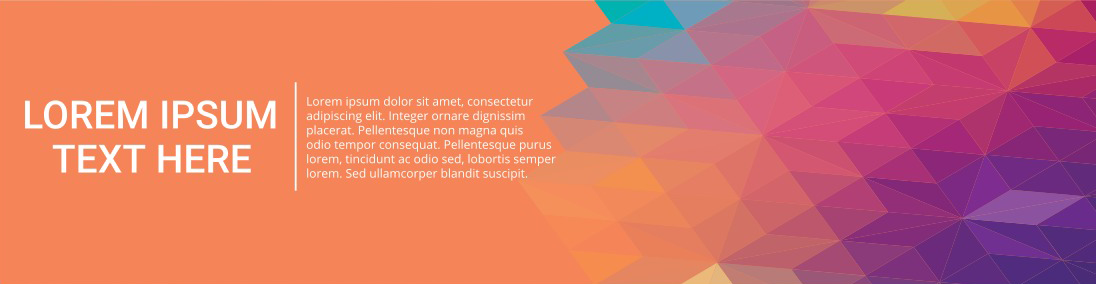 LOREM IPSUM
TEXT HERE
Lorem ipsum dolor sit amet, consectetur
adipiscing elit. Integer ornare dignissim
placerat. Pellentesque non magna quis
odio tempor consequat. Pellentesque purus
lorem, tincidunt ac odio sed, lobortis semper
lorem. Sed ullamcorper blandit suscipit.